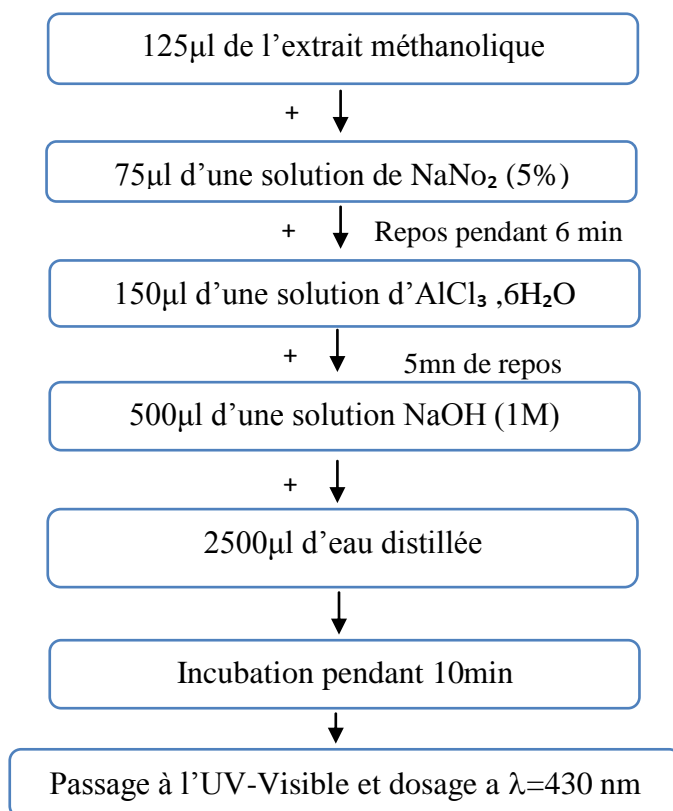 125µl de l’extrait méthanolique
+
75µl d’une solution de NaNo₂ (5%)
+ Repos pendant 6 min
150µl d’une solution d’AlCl₃ ,6H₂O
+ 5mn de repos
500µl d’une solution NaOH (1M)
+
2500µl d’eau distillée
Incubation pendant 10min
Passage à l’UV-Visible et dosage a λ=430 nm